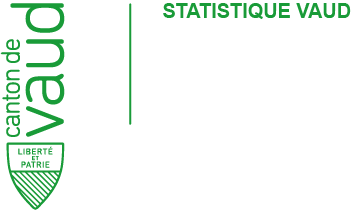 canton de
vaud
LIBERTÉ
ET
PATRIE
STATISTIQUE VAUD